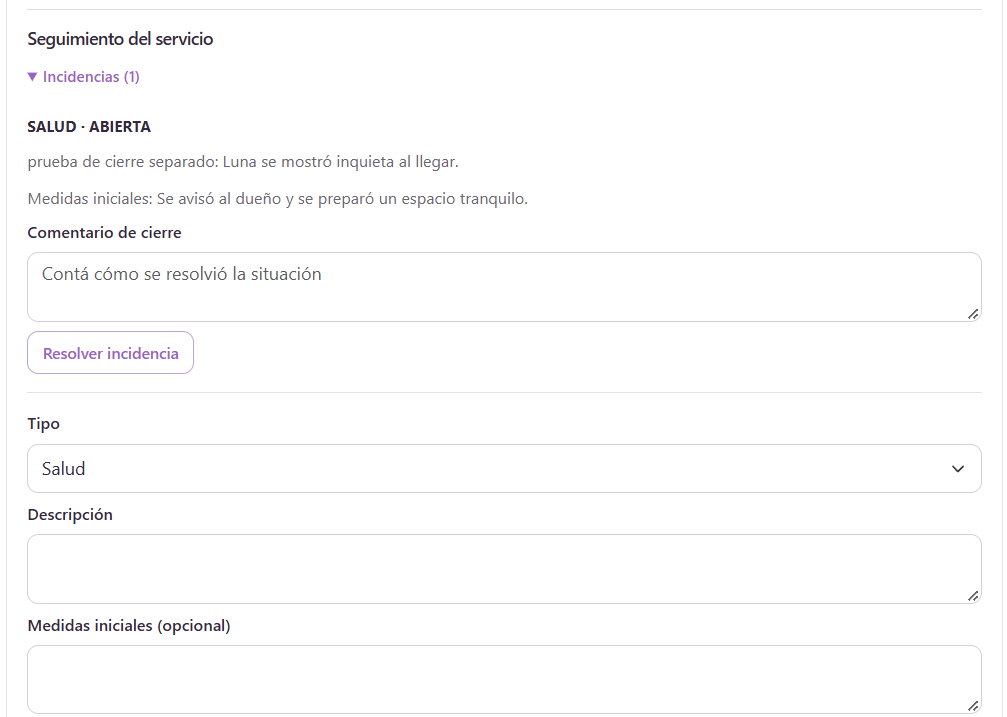 Seguimiento del servicio
▼ Incidencias (1)
SALUD · ABIERTA
prueba de cierre separado: Luna se mostró inquieta al llegar.
Medidas iniciales: Se avisó al dueño y se preparó un espacio tranquilo.
Comentario de cierre
Contá cómo se resolvió la situación
Resolver incidencia
Tipo
Salud
Descripción
Medidas iniciales (opcional)